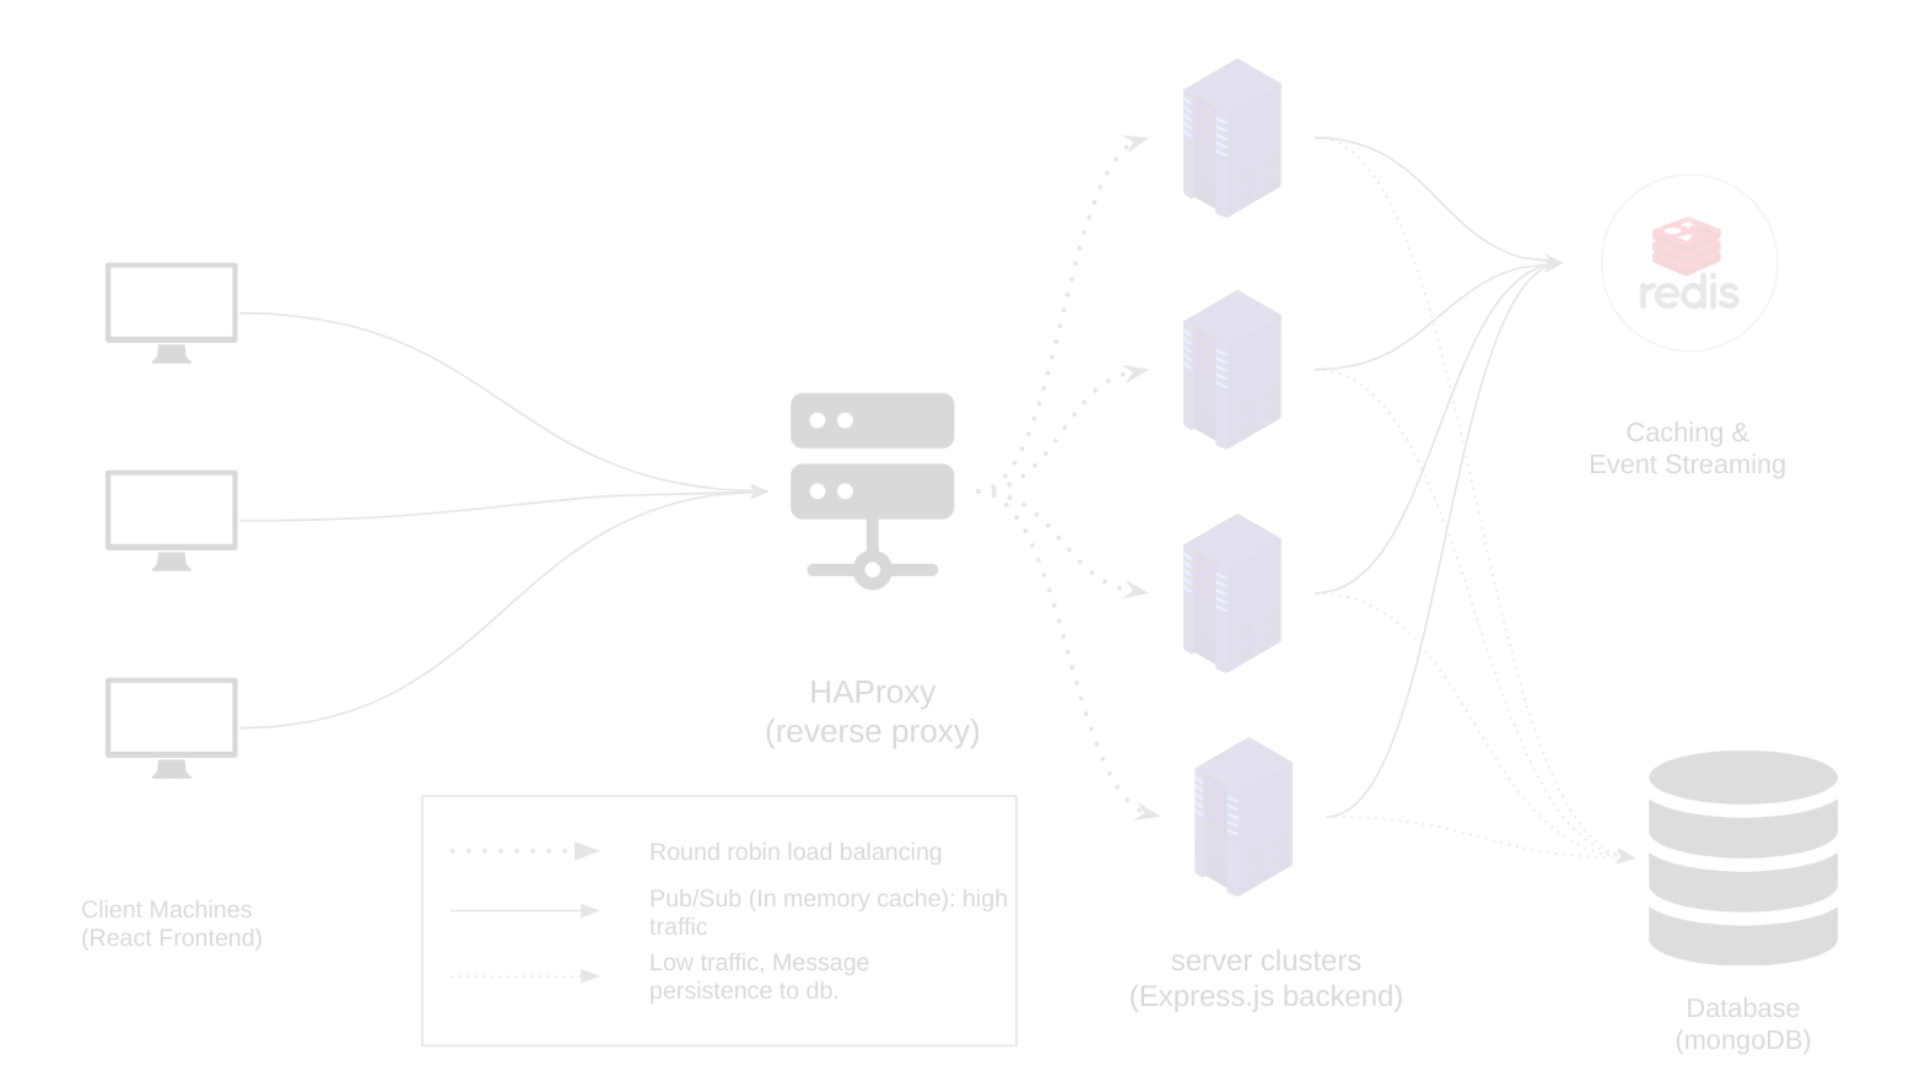 redis
Caching &
Event Streaming
HAProxy
(reverse proxy)
Round robin load balancing
Pub/Sub (In memory cache): high
traffic
Low traffic, Message
persistence to db.
Client Machines
(React Frontend)
server clusters
(Express.js backend)
Database
(mongoDB)